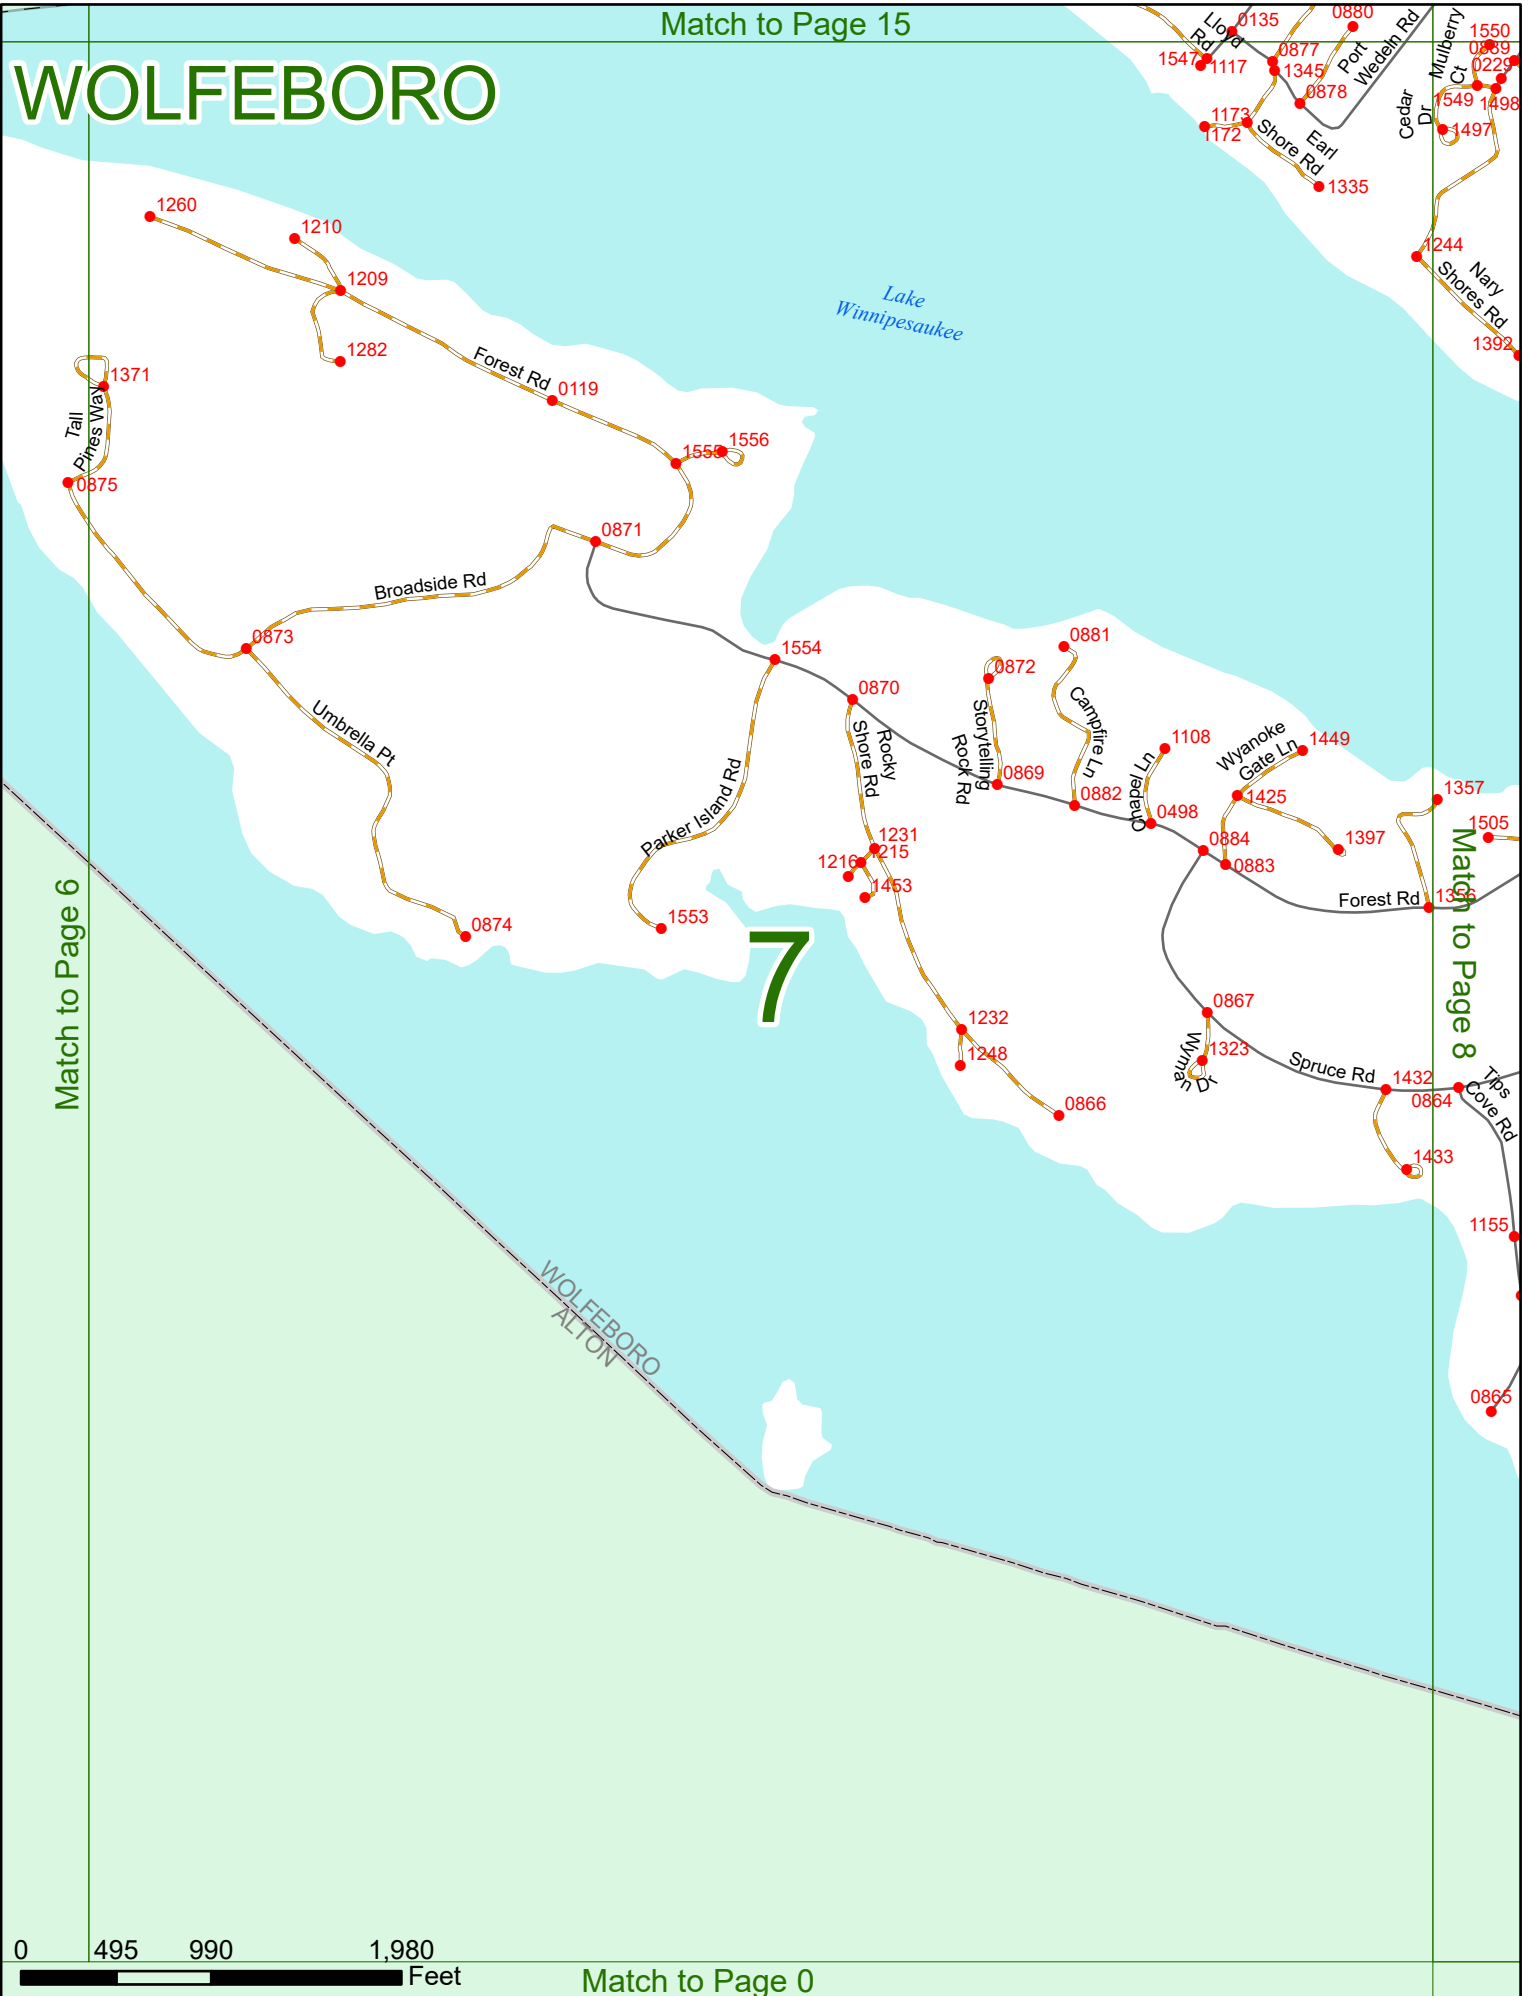 Match to Page 15
WOLFEBORO
0135
0880
Lloyd
Rd
1547
1117
0877
1345
0878
Port
Wedeln Rd
Mulberry
Ct
1550
0889
0229
1549
1498
Cedar
Dr
1497
1173
1172
Earl
Shore Rd
1335
1260
1210
1209
1244
Nary
Shores Rd
1392
Lake
Winnipesaukee
1282
Forest Rd
0119
1371
Tall
Pines Way
0875
1555
1556
0871
Broadside Rd
0873
Umbrella Pt
0874
1554
0870
Rocky
Shore Rd
Parker Island Rd
1553
0872
Storytelling
Rock Rd
0869
0881
Campfire Ln
0882
1108
Chapel Ln
0498
Wyanoke
Gate Ln
1449
1425
1397
0884
0883
1357
1505
Forest Rd
1356
1231
1215
1216
1453
7
Match to Page 6
Match to Page 8
1232
1248
0866
0867
1323
Wyman Dr
Spruce Rd
1432
0864
Tips
Cove Rd
1433
1155
0865
WOLFEBORO
ALTON
0 495 990 1,980
Feet
Match to Page 0